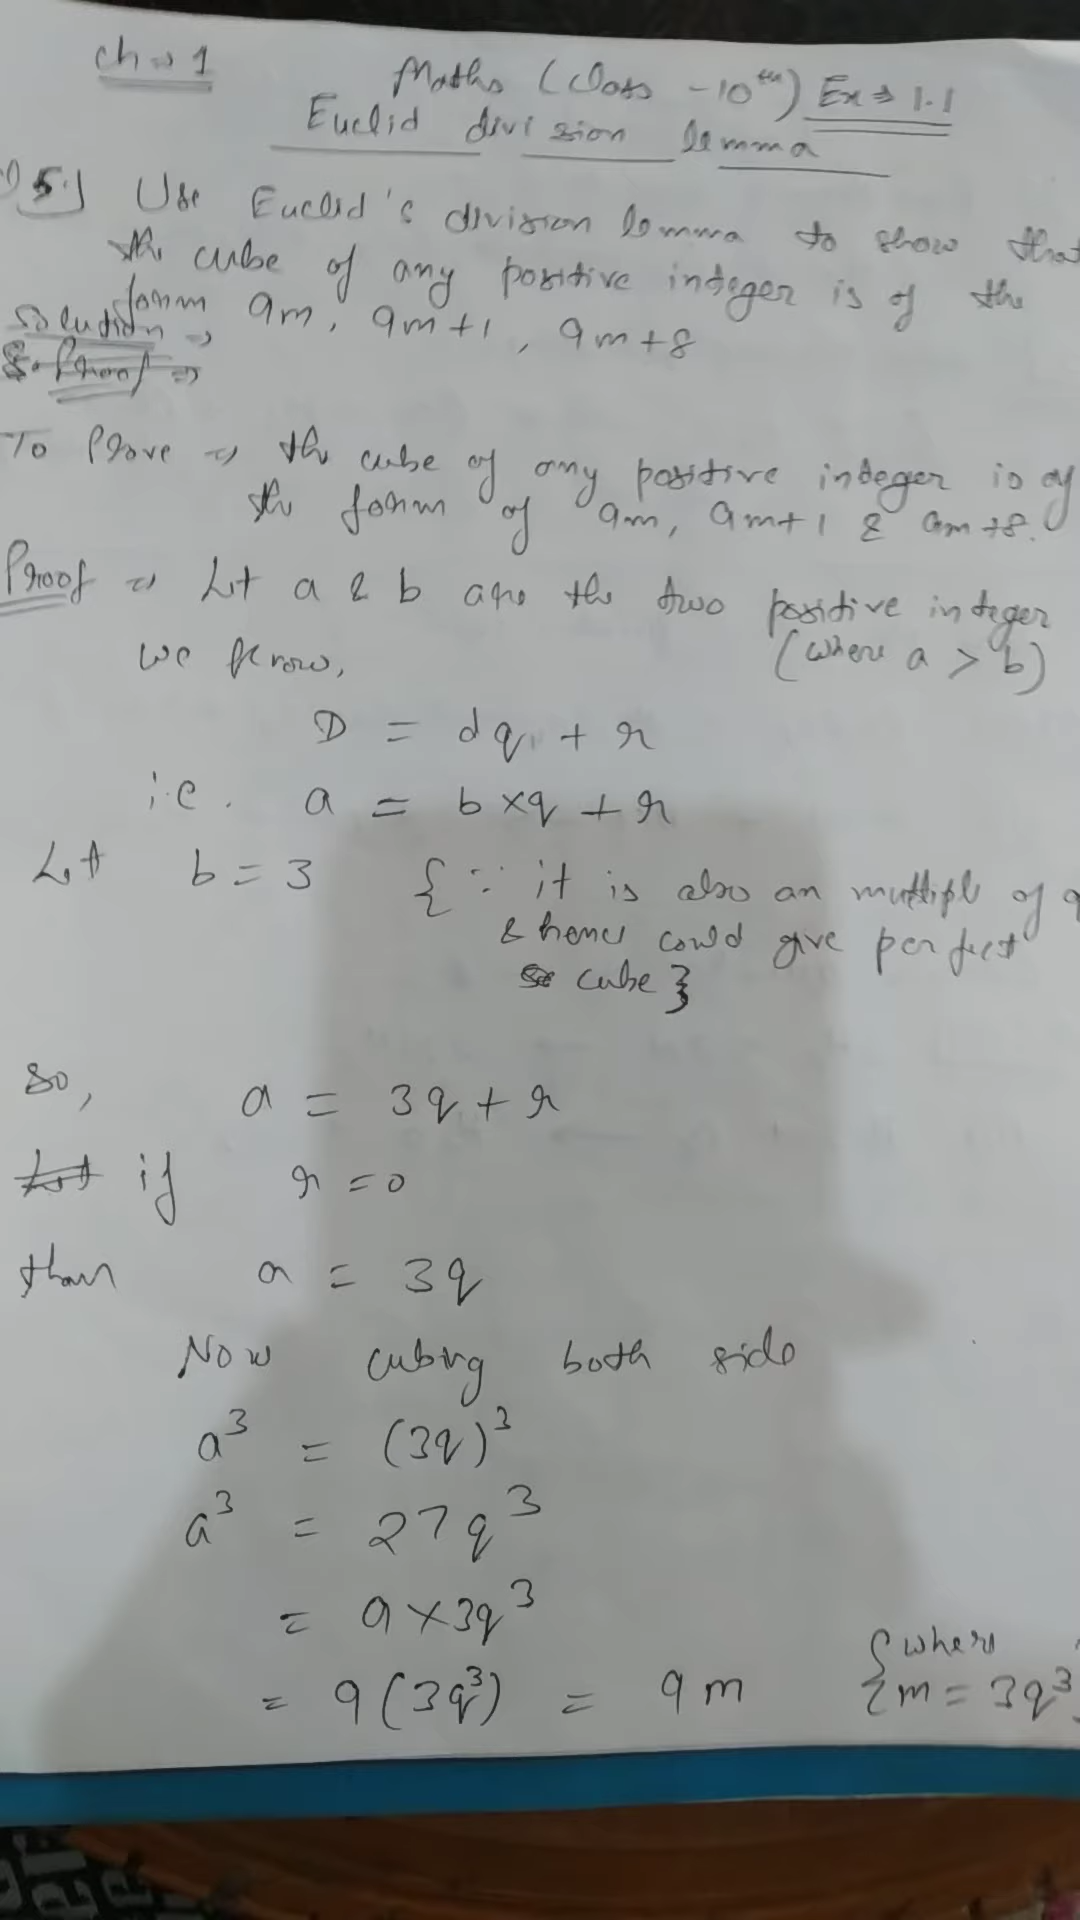 ch ⇒ 1
Maths (Class - 10th) Ex ⇒ 1.1
Euclid division lemma
5.) Use Euclid's division lemma to show that
the cube of any positive integer is of the
form 9m, 9m+1, 9m+8
Solution ⇒
Proof ⇒
To Prove ⇒ the cube of any positive integer is of
the form of 9m, 9m+1 & 9m+8.
Proof ⇒ Let a & b are the two positive integer
we know, (where a > b)
D = dq + r
i.e. a = b×q + r
Let b = 3 {∵ it is also an multiple of 9
& hence could give perfect
cube}
So, a = 3q + r
Let if r = 0
than a = 3q
Now cubing both side
a³ = (3q)³
a³ = 27q³
= 9×3q³
= 9(3q³) = 9m {where
m = 3q³}